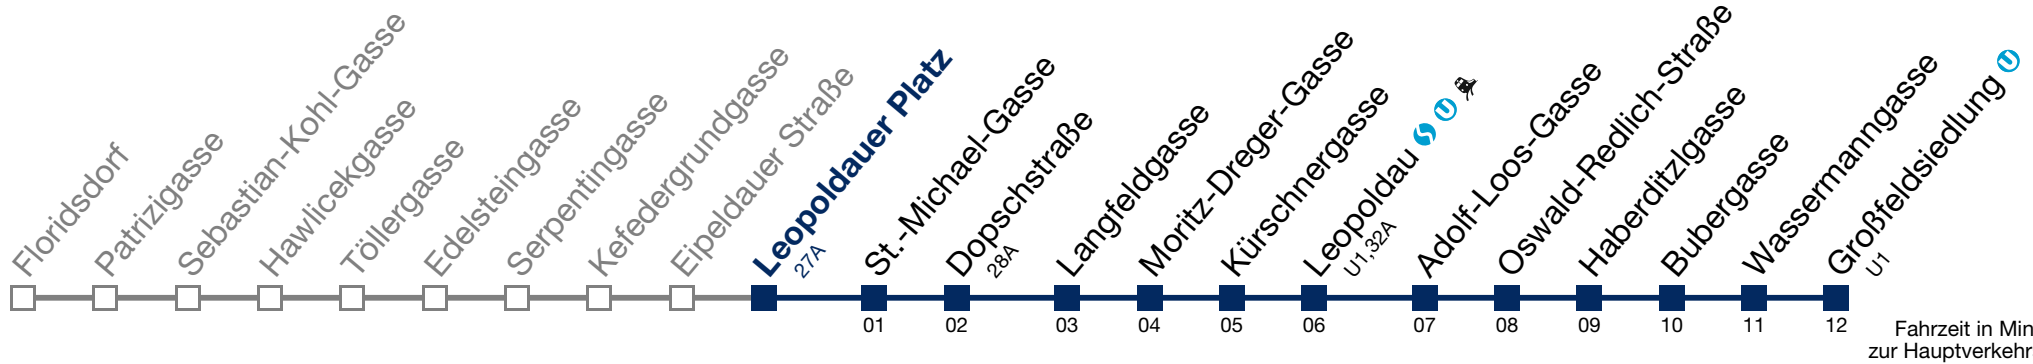 Floridsdorf
Patrizigasse
Sebastian-Kohl-Gasse
Hawlicekgasse
Töllergasse
Edelsteingasse
Serpentingasse
Kefedergrundgasse
Eipeldauer Straße
Leopoldauer Platz
27A
St.-Michael-Gasse
Dopschstraße
28A
Langfeldgasse
Moritz-Dreger-Gasse
Kürschnergasse
Leopoldau S U
U1,32A
Adolf-Loos-Gasse
Oswald-Redlich-Straße
Haberditzlgasse
Bubergasse
Wassermanngasse
Großfeldsiedlung U
U1
01 02 03 04 05 06 07 08 09 10 11 12
Fahrzeit in Min
zur Hauptverkehr